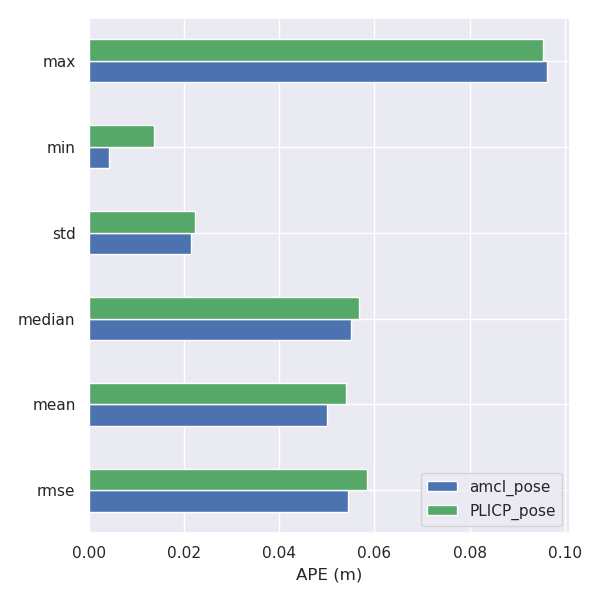 max
min
std
median
mean
rmse
amcl_pose
PLICP_pose
0.00 0.02 0.04 0.06 0.08 0.10
APE (m)